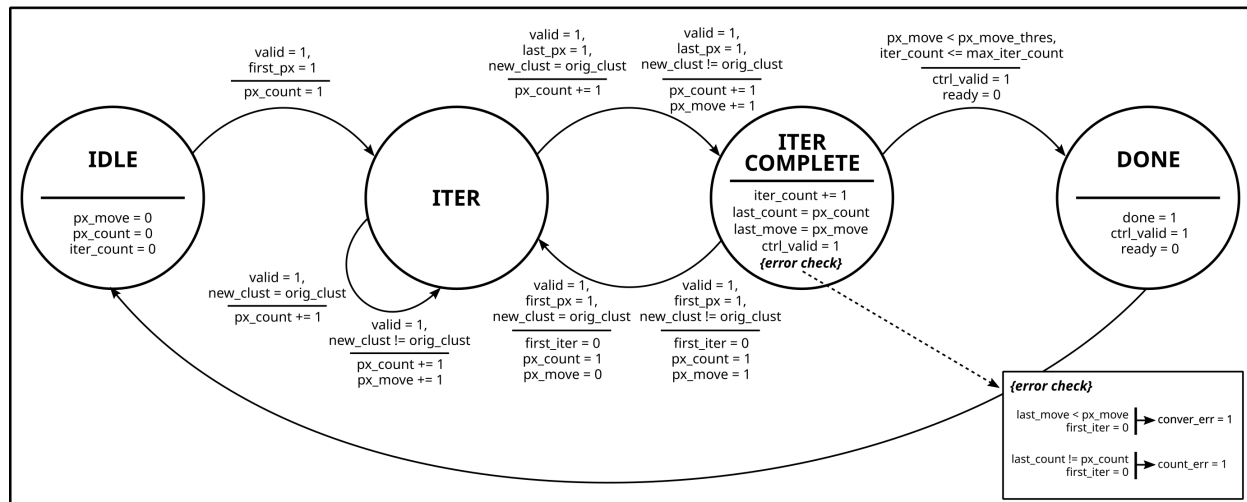 valid = 1,
first_px = 1
px_count = 1
valid = 1,
last_px = 1,
new_clust = orig_clust
px_count += 1
valid = 1,
last_px = 1,
new_clust != orig_clust
px_count += 1
px_move += 1
px_move < px_move_thres,
iter_count <= max_iter_count
ctrl_valid = 1
ready = 0
IDLE
px_move = 0
px_count = 0
iter_count = 0
ITER
ITER
COMPLETE
iter_count += 1
last_count = px_count
last_move = px_move
ctrl_valid = 1
{error check}
DONE
done = 1
ctrl_valid = 1
ready = 0
valid = 1,
new_clust = orig_clust
px_count += 1
valid = 1,
new_clust != orig_clust
px_count += 1
px_move += 1
valid = 1,
first_px = 1,
new_clust = orig_clust
first_iter = 0
px_count = 1
px_move = 0
valid = 1,
first_px = 1,
new_clust != orig_clust
first_iter = 0
px_count = 1
px_move = 1
{error check}
last_move < px_move
first_iter = 0
conver_err = 1
last_count != px_count
first_iter = 0
count_err = 1